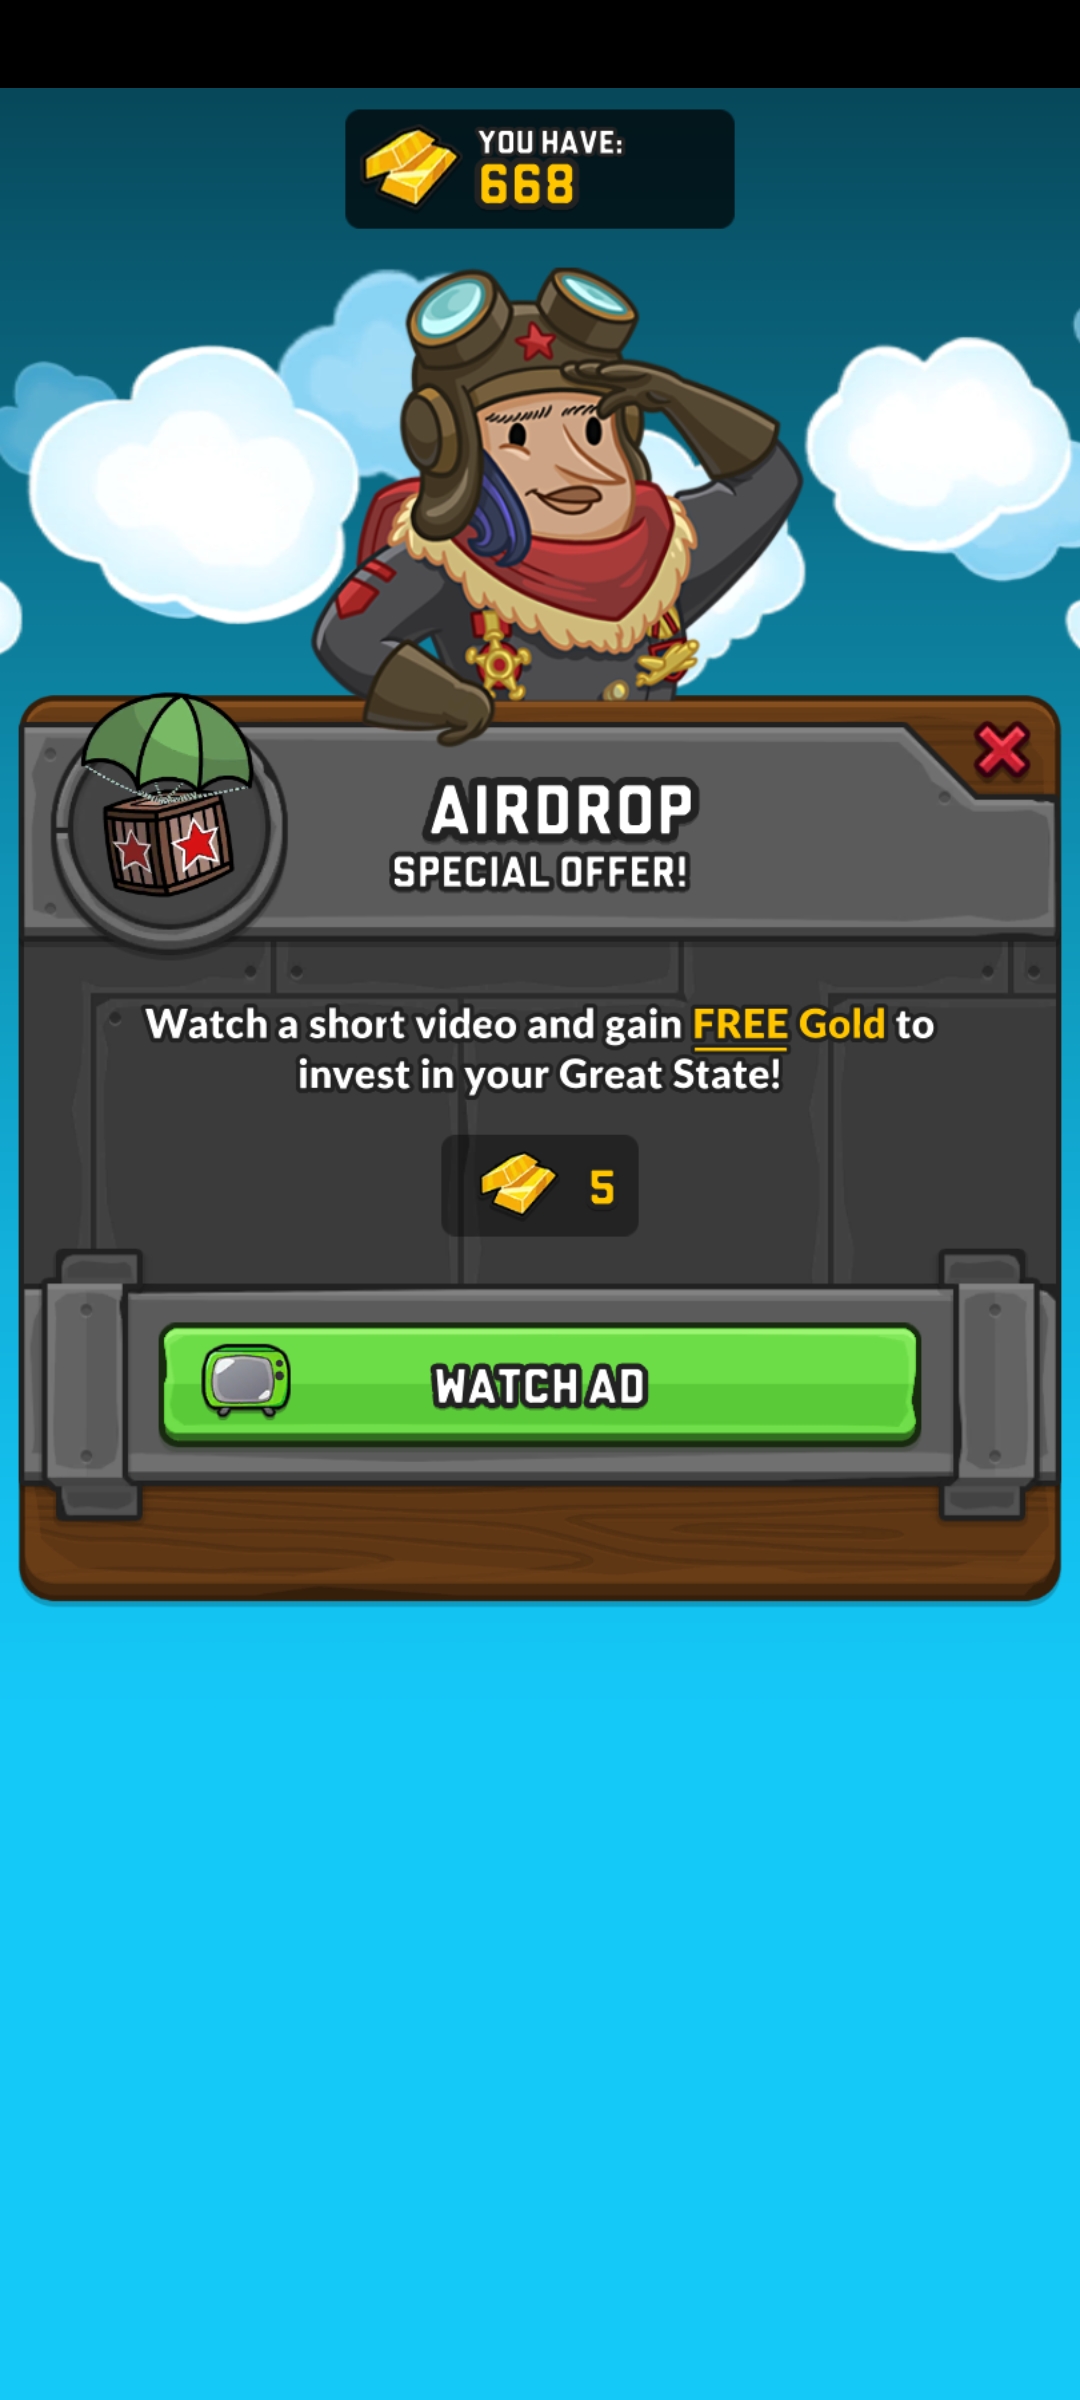 YOU HAVE:
668
AIRDROP
SPECIAL OFFER!
Watch a short video and gain FREE Gold to
invest in your Great State!
5
WATCH AD